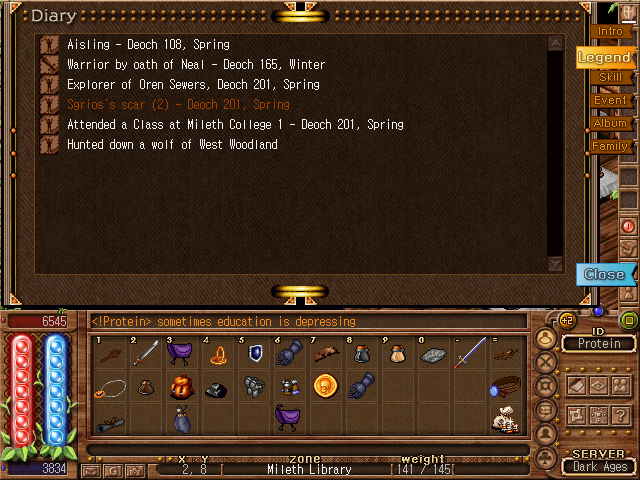 Diary
Aisling - Deoch 108, Spring
Warrior by oath of Neal - Deoch 165, Winter
Explorer of Oren Sewers, Deoch 201, Spring
Sgrios's scar (2) - Deoch 201, Spring
Attended a Class at Mileth College 1 - Deoch 201, Spring
Hunted down a wolf of West Woodland
Intro
Legend
Skill
Event
Album
Family
Close
6545
<!Protein> sometimes education is depressing
+2
ID
Protein
1 2 3 4 5 6 7 8 9 0 - =
SERVER
Dark Ages
3834
G
?
x y zone weight
2, 8 [ Mileth Library [141 / 145[